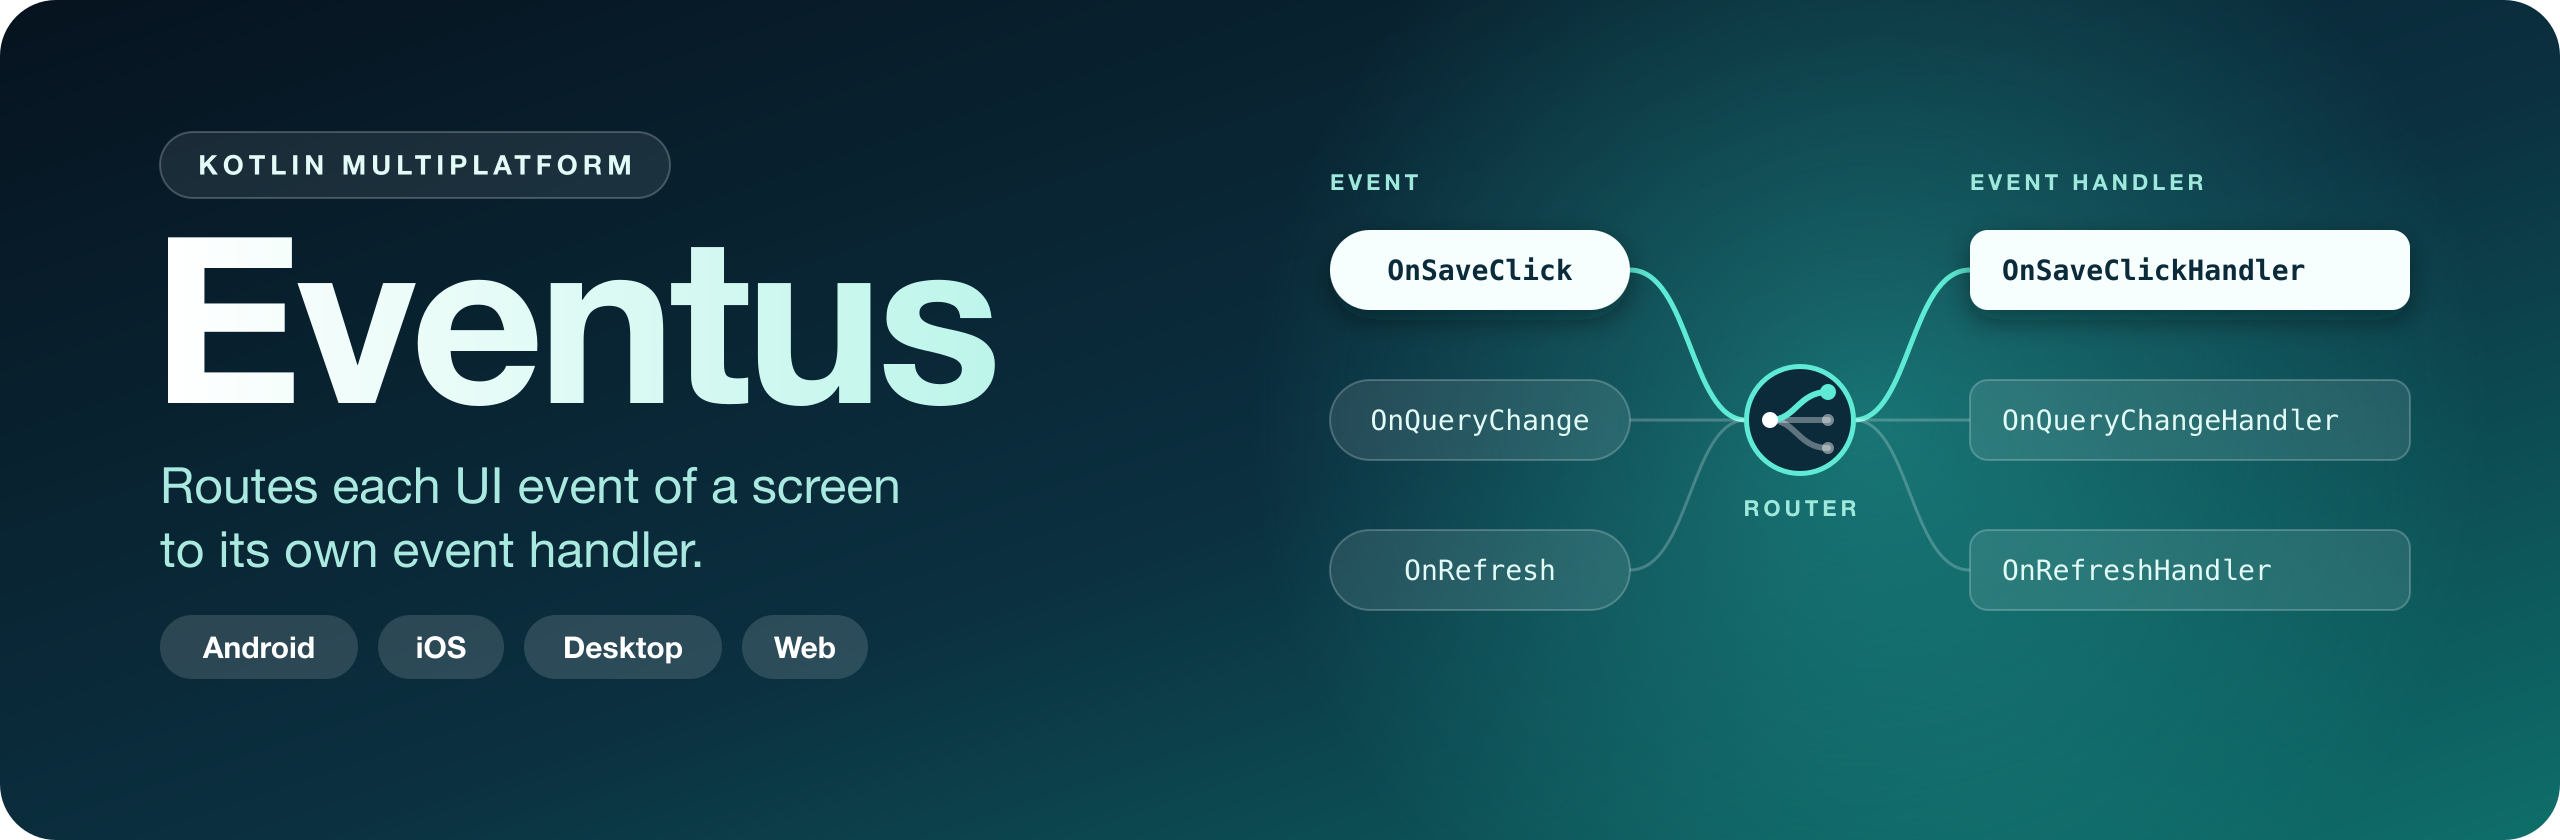 KOTLIN MULTIPLATFORM
Eventus
Routes each UI event of a screen
to its own event handler.
Android
iOS
Desktop
Web
EVENT
OnSaveClick
OnQueryChange
OnRefresh
ROUTER
EVENT HANDLER
OnSaveClickHandler
OnQueryChangeHandler
OnRefreshHandler